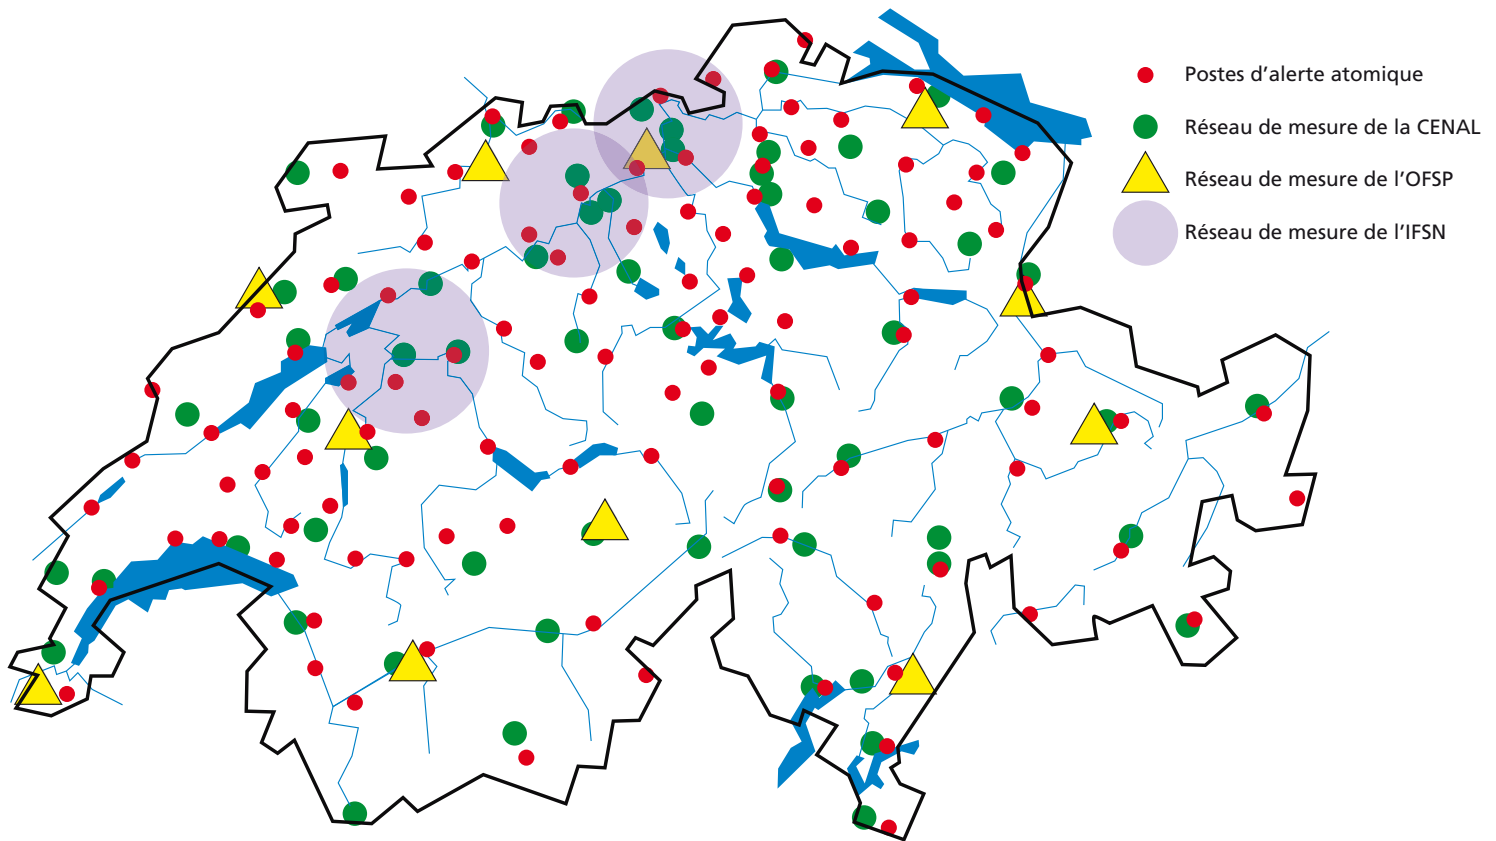 Postes d'alerte atomique
Réseau de mesure de la CENAL
Réseau de mesure de l'OFSP
Réseau de mesure de l'IFSN